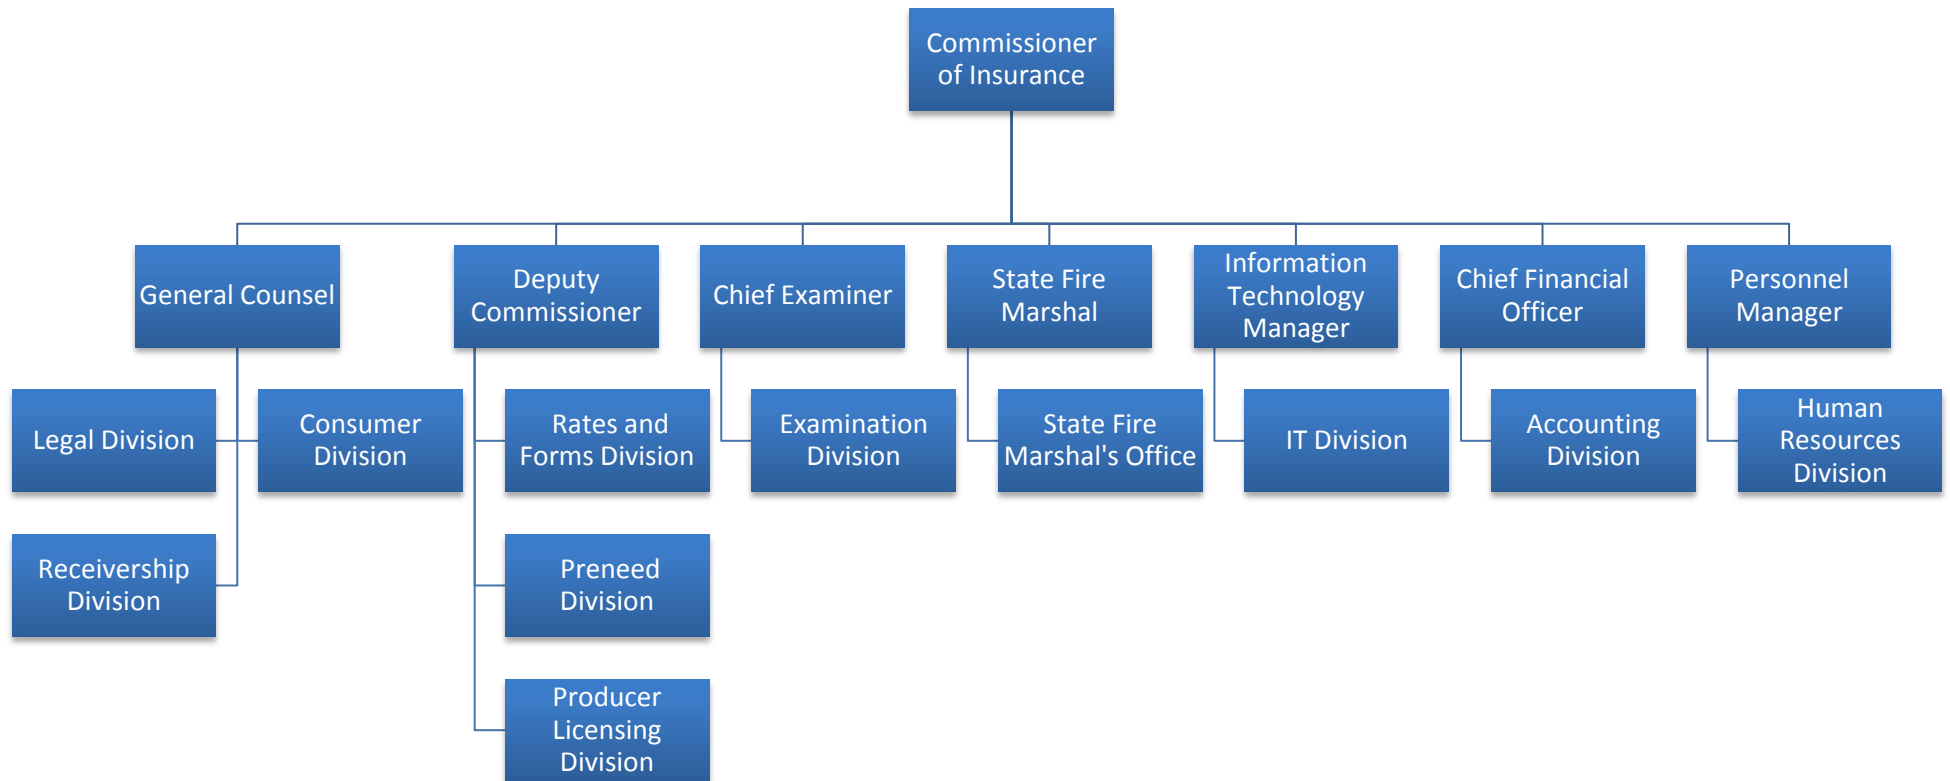 Commissioner
of Insurance
General Counsel
Deputy
Commissioner
Chief Examiner
State Fire
Marshal
Information
Technology
Manager
Chief Financial
Officer
Personnel
Manager
Legal Division
Consumer
Division
Rates and
Forms Division
Examination
Division
State Fire
Marshal's Office
IT Division
Accounting
Division
Human
Resources
Division
Receivership
Division
Preneed
Division
Producer
Licensing
Division